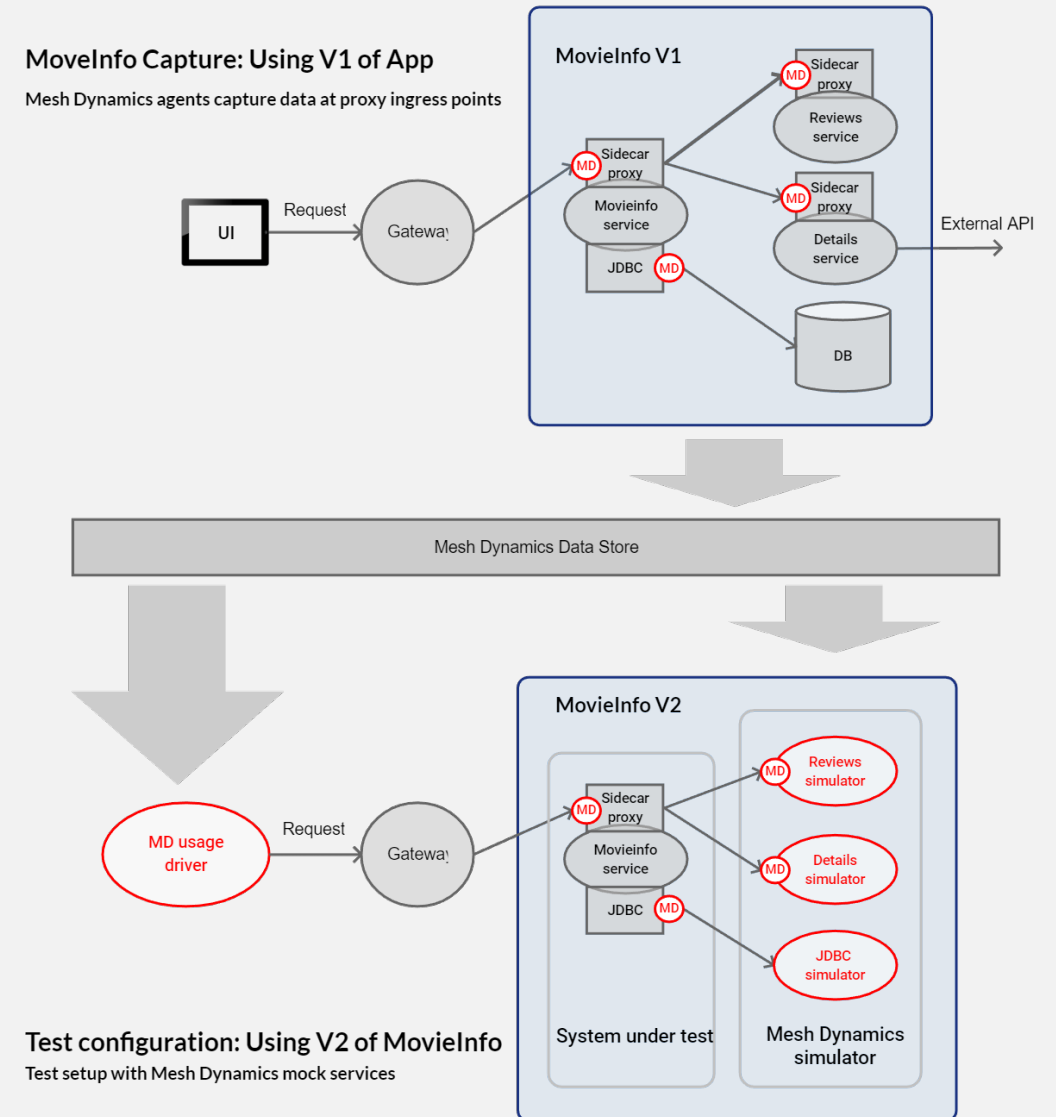 MoveInfo Capture: Using V1 of App
Mesh Dynamics agents capture data at proxy ingress points
MovieInfo V1
UI
Request
Gateway
MD
Sidecar
proxy
Movieinfo
service
JDBC
MD
MD
Sidecar
proxy
Reviews
service
MD
Sidecar
proxy
Details
service
External API
DB
Mesh Dynamics Data Store
MovieInfo V2
MD usage
driver
Request
Gateway
MD
Sidecar
proxy
Movieinfo
service
JDBC
MD
MD
Reviews
simulator
MD
Details
simulator
JDBC
simulator
System under test
Mesh Dynamics
simulator
Test configuration: Using V2 of MovieInfo
Test setup with Mesh Dynamics mock services